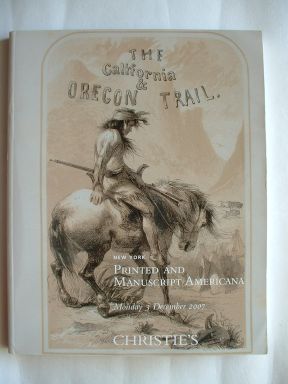 THE
California
&
OREGON TRAIL.
NEW YORK
PRINTED AND
MANUSCRIPT AMERICANA
Monday 3 December 2007
CHRISTIE'S